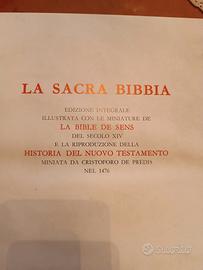 LA SACRA BIBBIA
EDIZIONE INTEGRALE
ILLUSTRATA CON LE MINIATURE DE
LA BIBLE DE SENS
DEL SECOLO XIV
E LA RIPRODUZIONE DELLA
HISTORIA DEL NUOVO TESTAMENTO
MINIATA DA CRISTOFORO DE PREDIS
NEL 1476
subito